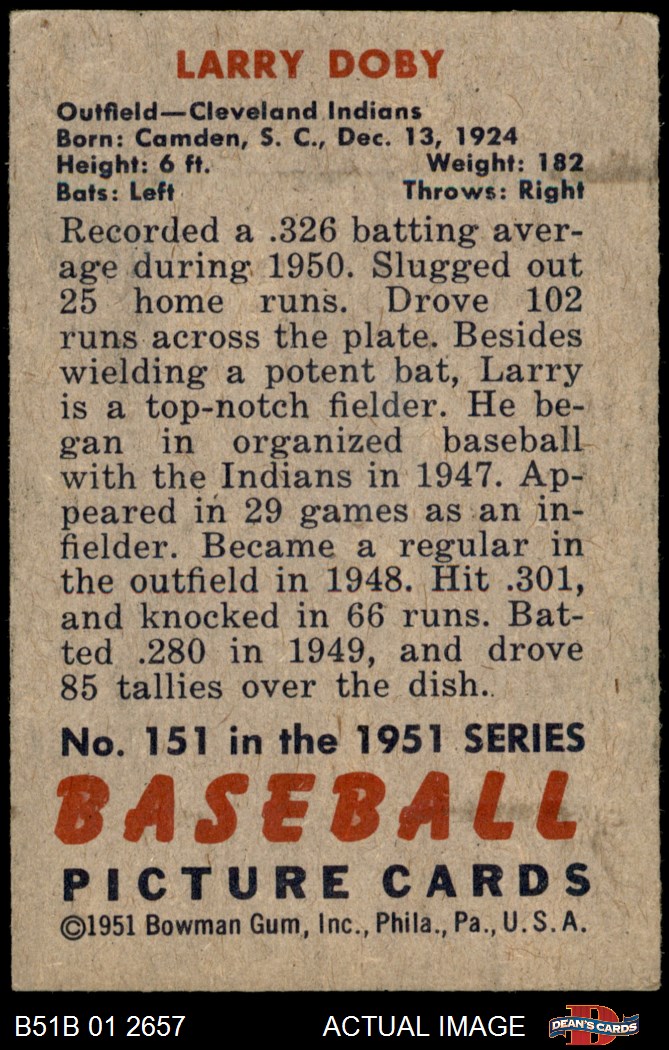 LARRY DOBY
Outfield—Cleveland Indians
Born: Camden, S. C., Dec. 13, 1924
Height: 6 ft. Weight: 182
Bats: Left Throws: Right
Recorded a .326 batting aver-
age during 1950. Slugged out
25 home runs. Drove 102
runs across the plate. Besides
wielding a potent bat, Larry
is a top-notch fielder. He be-
gan in organized baseball
with the Indians in 1947. Ap-
peared in 29 games as an in-
fielder. Became a regular in
the outfield in 1948. Hit .301,
and knocked in 66 runs. Bat-
ted .280 in 1949, and drove
85 tallies over the dish.
No. 151 in the 1951 SERIES
BASEBALL
PICTURE CARDS
©1951 Bowman Gum, Inc., Phila., Pa., U. S. A.
B51B 01 2657 ACTUAL IMAGE D DEAN'S CARDS